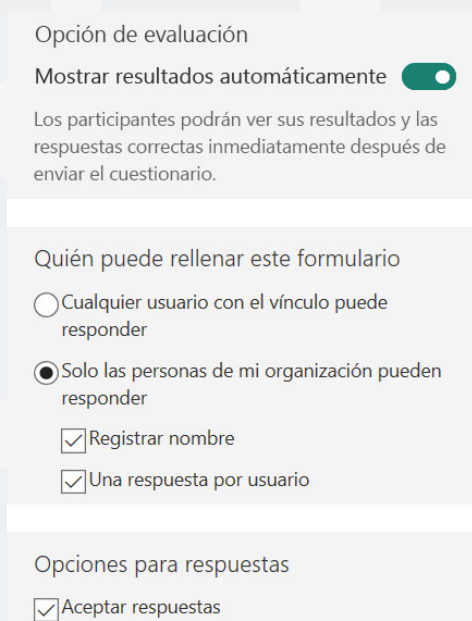 Opción de evaluación
Mostrar resultados automáticamente
Los participantes podrán ver sus resultados y las
respuestas correctas inmediatamente después de
enviar el cuestionario.
Quién puede rellenar este formulario
Cualquier usuario con el vínculo puede
responder
Solo las personas de mi organización pueden
responder
Registrar nombre
Una respuesta por usuario
Opciones para respuestas
Aceptar respuestas